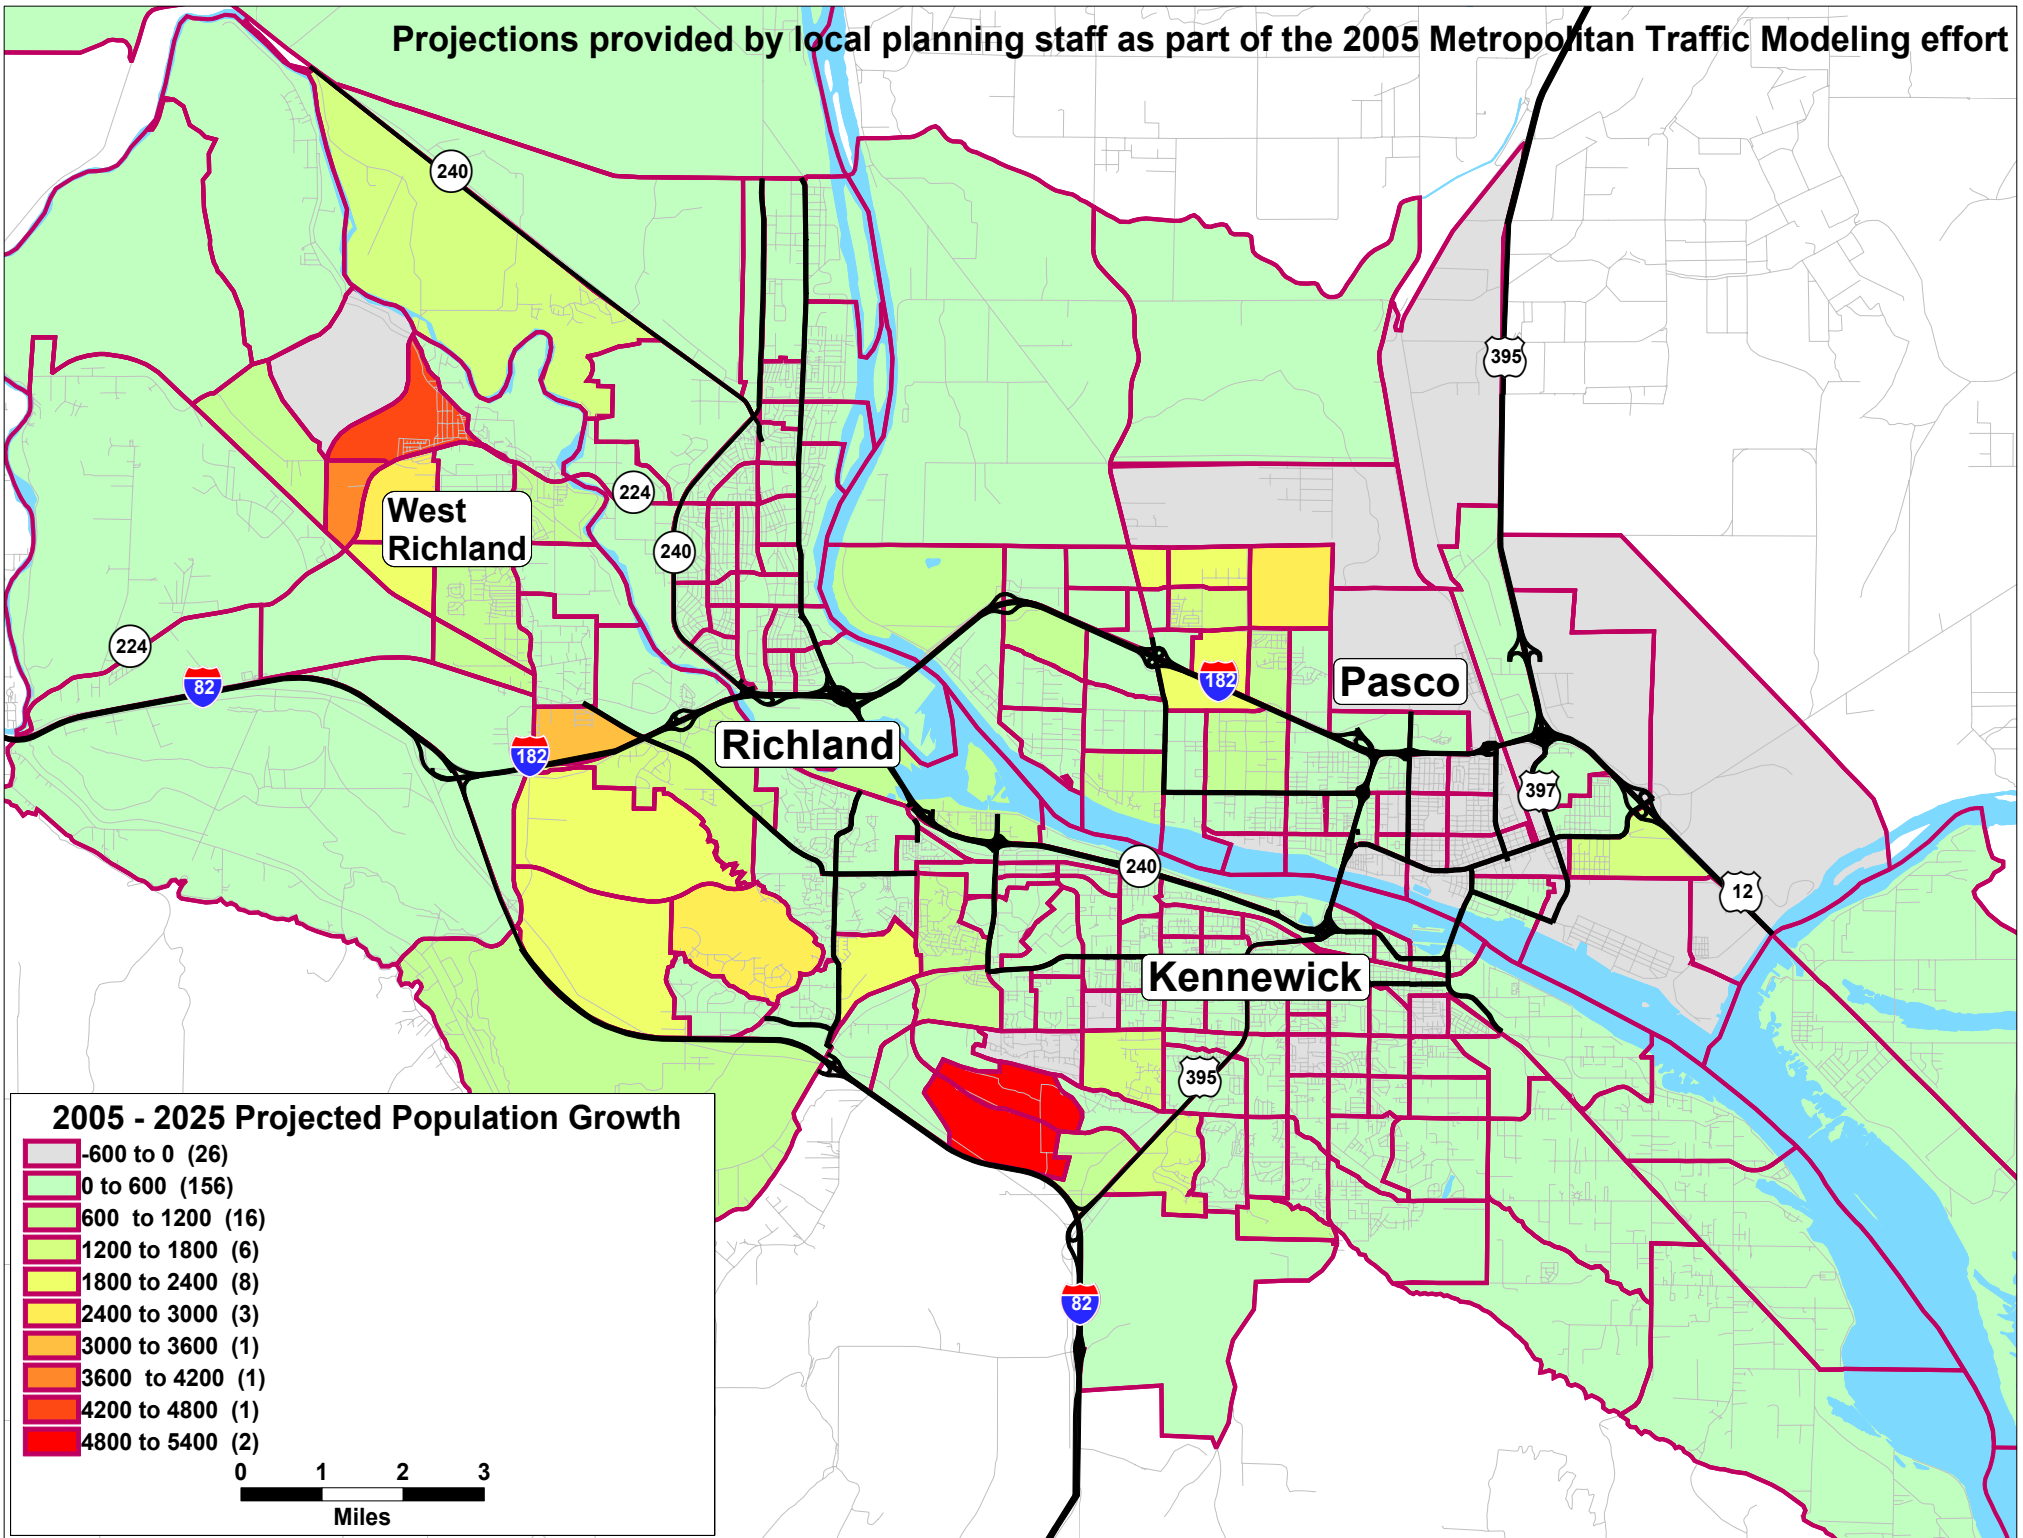 Projections provided by local planning staff as part of the 2005 Metropolitan Traffic Modeling effort
240
395
224
West
Richland
240
224
82
182
Pasco
182
Richland
397
240
12
Kennewick
395
82
2005 - 2025 Projected Population Growth
-600 to 0 (26)
0 to 600 (156)
600 to 1200 (16)
1200 to 1800 (6)
1800 to 2400 (8)
2400 to 3000 (3)
3000 to 3600 (1)
3600 to 4200 (1)
4200 to 4800 (1)
4800 to 5400 (2)
0 1 2 3
Miles